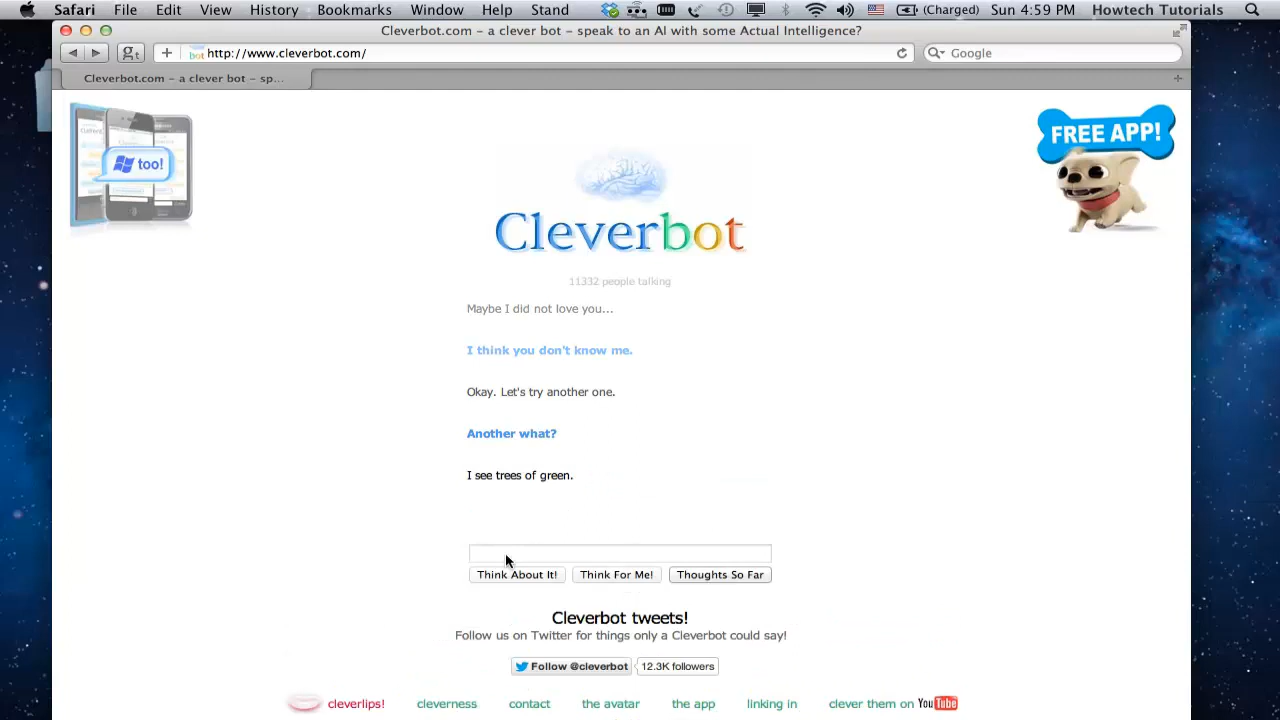 Safari File Edit View History Bookmarks Window Help Stand (Charged) Sun 4:59 PM Howtech Tutorials
Cleverbot.com – a clever bot – speak to an AI with some Actual Intelligence?
http://www.cleverbot.com/ Google
Cleverbot.com – a clever bot – sp...
too!
FREE APP!
Cleverbot
11332 people talking
Maybe I did not love you...
I think you don't know me.
Okay. Let's try another one.
Another what?
I see trees of green.
Think About It! Think For Me! Thoughts So Far
Cleverbot tweets!
Follow us on Twitter for things only a Cleverbot could say!
Follow @cleverbot 12.3K followers
cleverlips! cleverness contact the avatar the app linking in clever them on YouTube